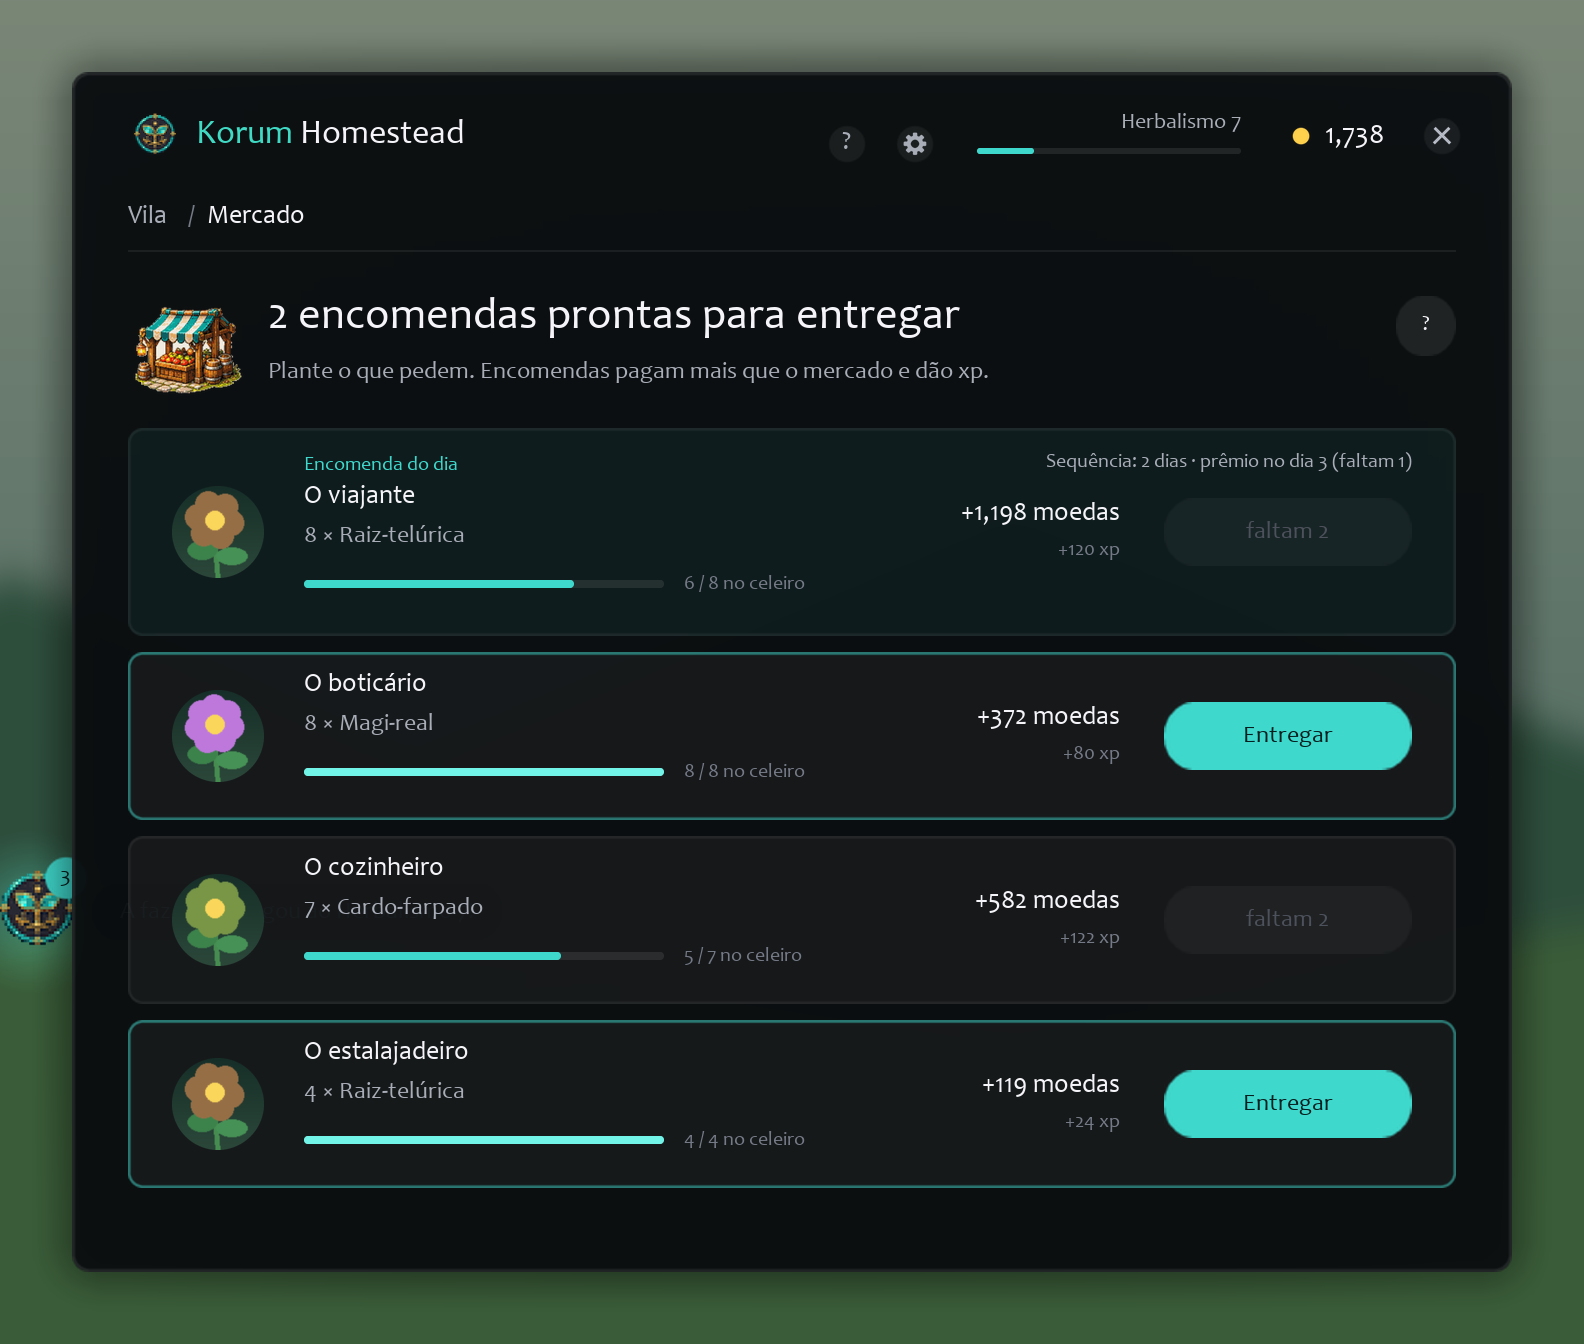 Korum Homestead
?
Herbalismo 7
1,738
Vila / Mercado
2 encomendas prontas para entregar
?
Plante o que pedem. Encomendas pagam mais que o mercado e dão xp.
Encomenda do dia
Sequência: 2 dias · prêmio no dia 3 (faltam 1)
O viajante
+1,198 moedas
8 × Raiz-telúrica
faltam 2
+120 xp
6 / 8 no celeiro
O boticário
+372 moedas
8 × Magi-real
Entregar
+80 xp
8 / 8 no celeiro
3
O cozinheiro
+582 moedas
7 × Cardo-farpado
faltam 2
+122 xp
5 / 7 no celeiro
O estalajadeiro
+119 moedas
4 × Raiz-telúrica
Entregar
+24 xp
4 / 4 no celeiro